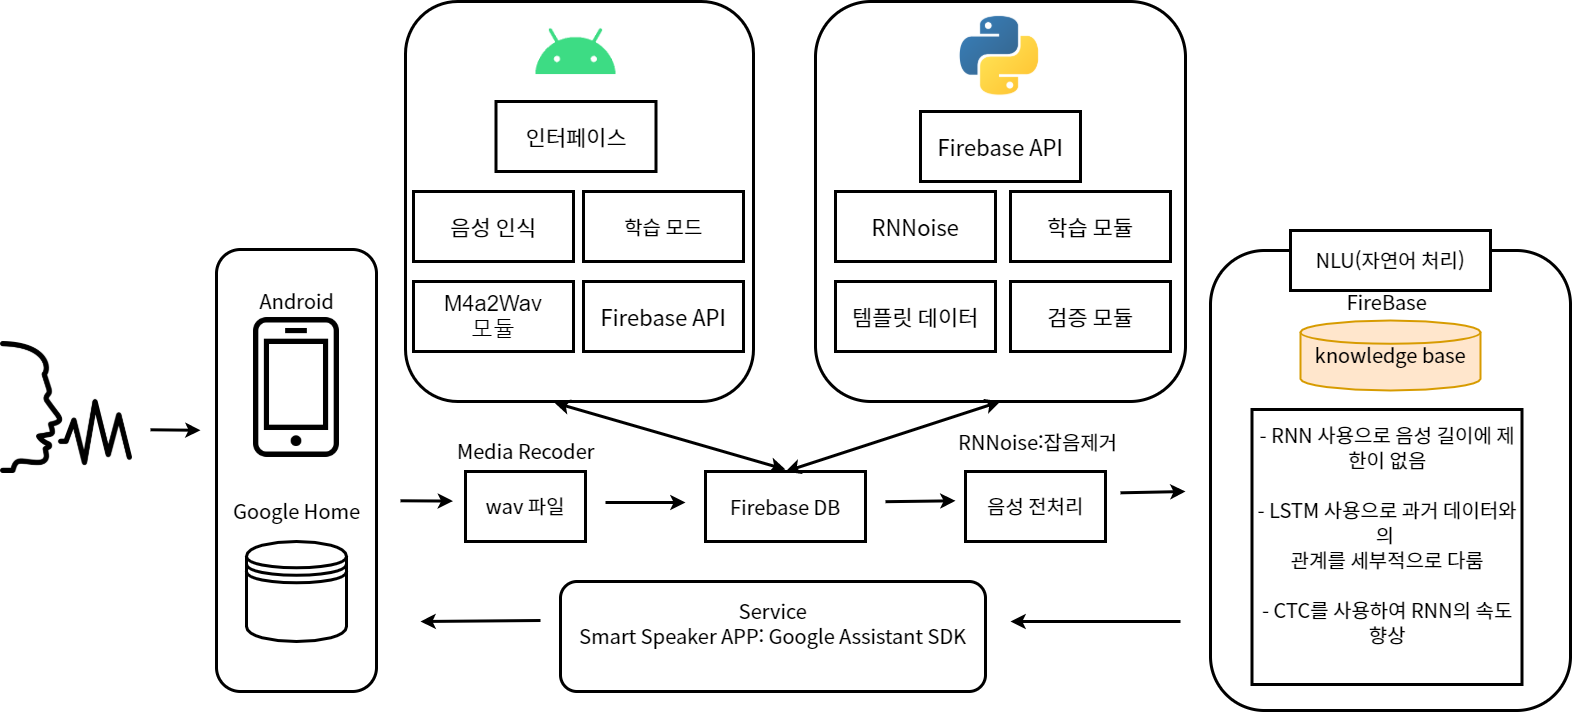 인터페이스
음성 인식
학습 모드
M4a2Wav
모듈
Firebase API
Firebase API
RNNoise
학습 모듈
템플릿 데이터
검증 모듈
NLU(자연어 처리)
FireBase
knowledge base
- RNN 사용으로 음성 길이에 제
한이 없음
- LSTM 사용으로 과거 데이터와
의
관계를 세부적으로 다룸
- CTC를 사용하여 RNN의 속도
향상
Android
Google Home
Media Recoder
wav 파일
Firebase DB
RNNoise:잡음제거
음성 전처리
Service
Smart Speaker APP: Google Assistant SDK